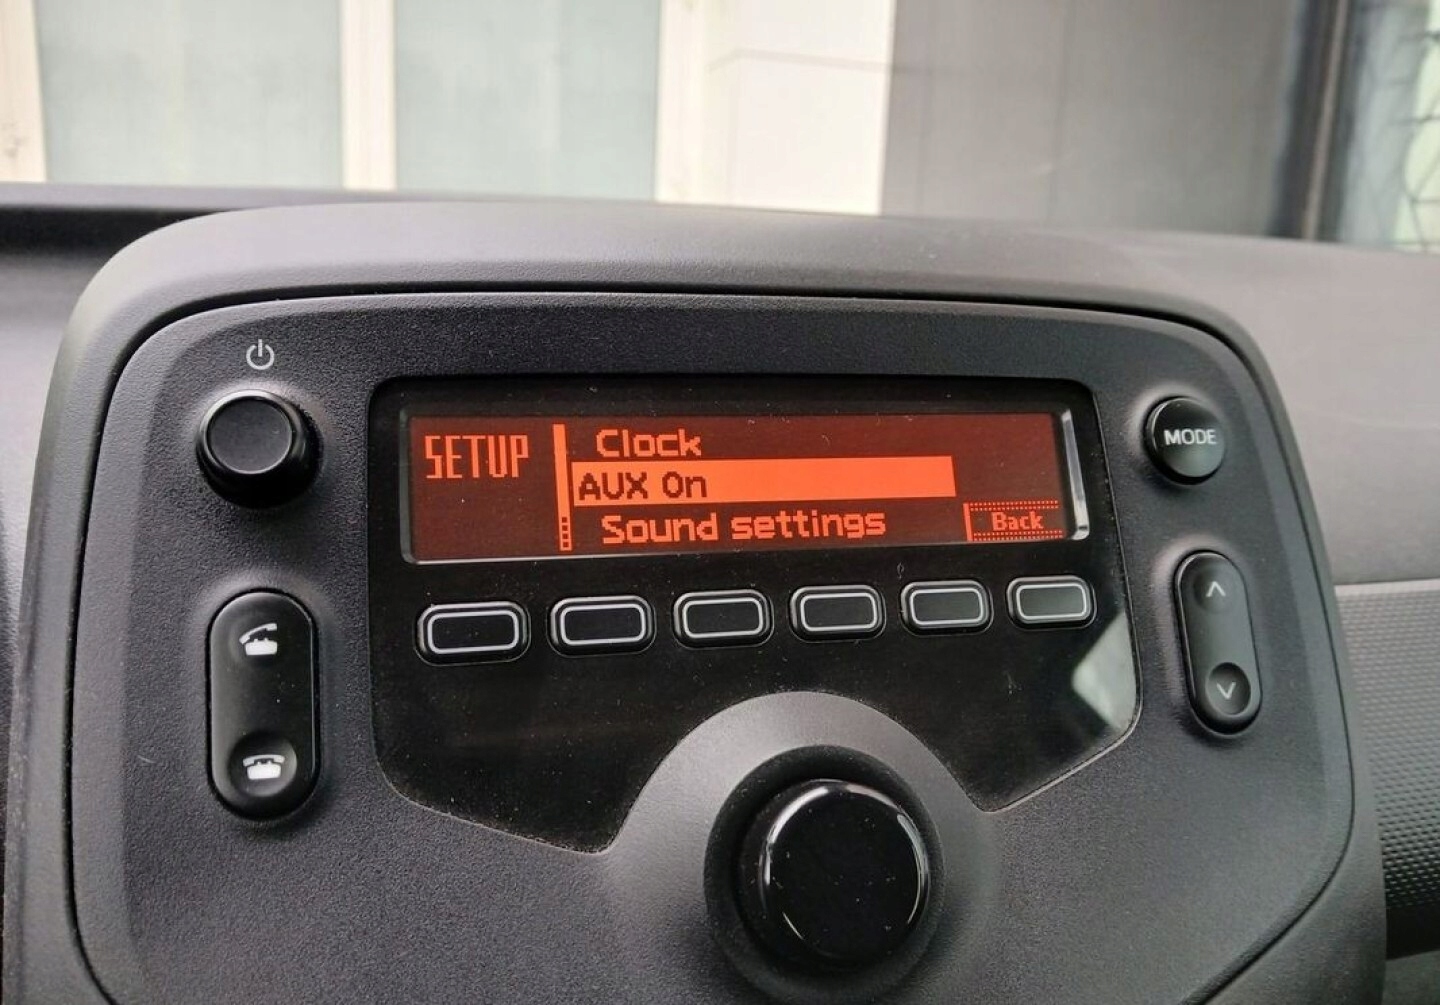 SETUP
Clock
AUX On
Sound settings
Back
MODE